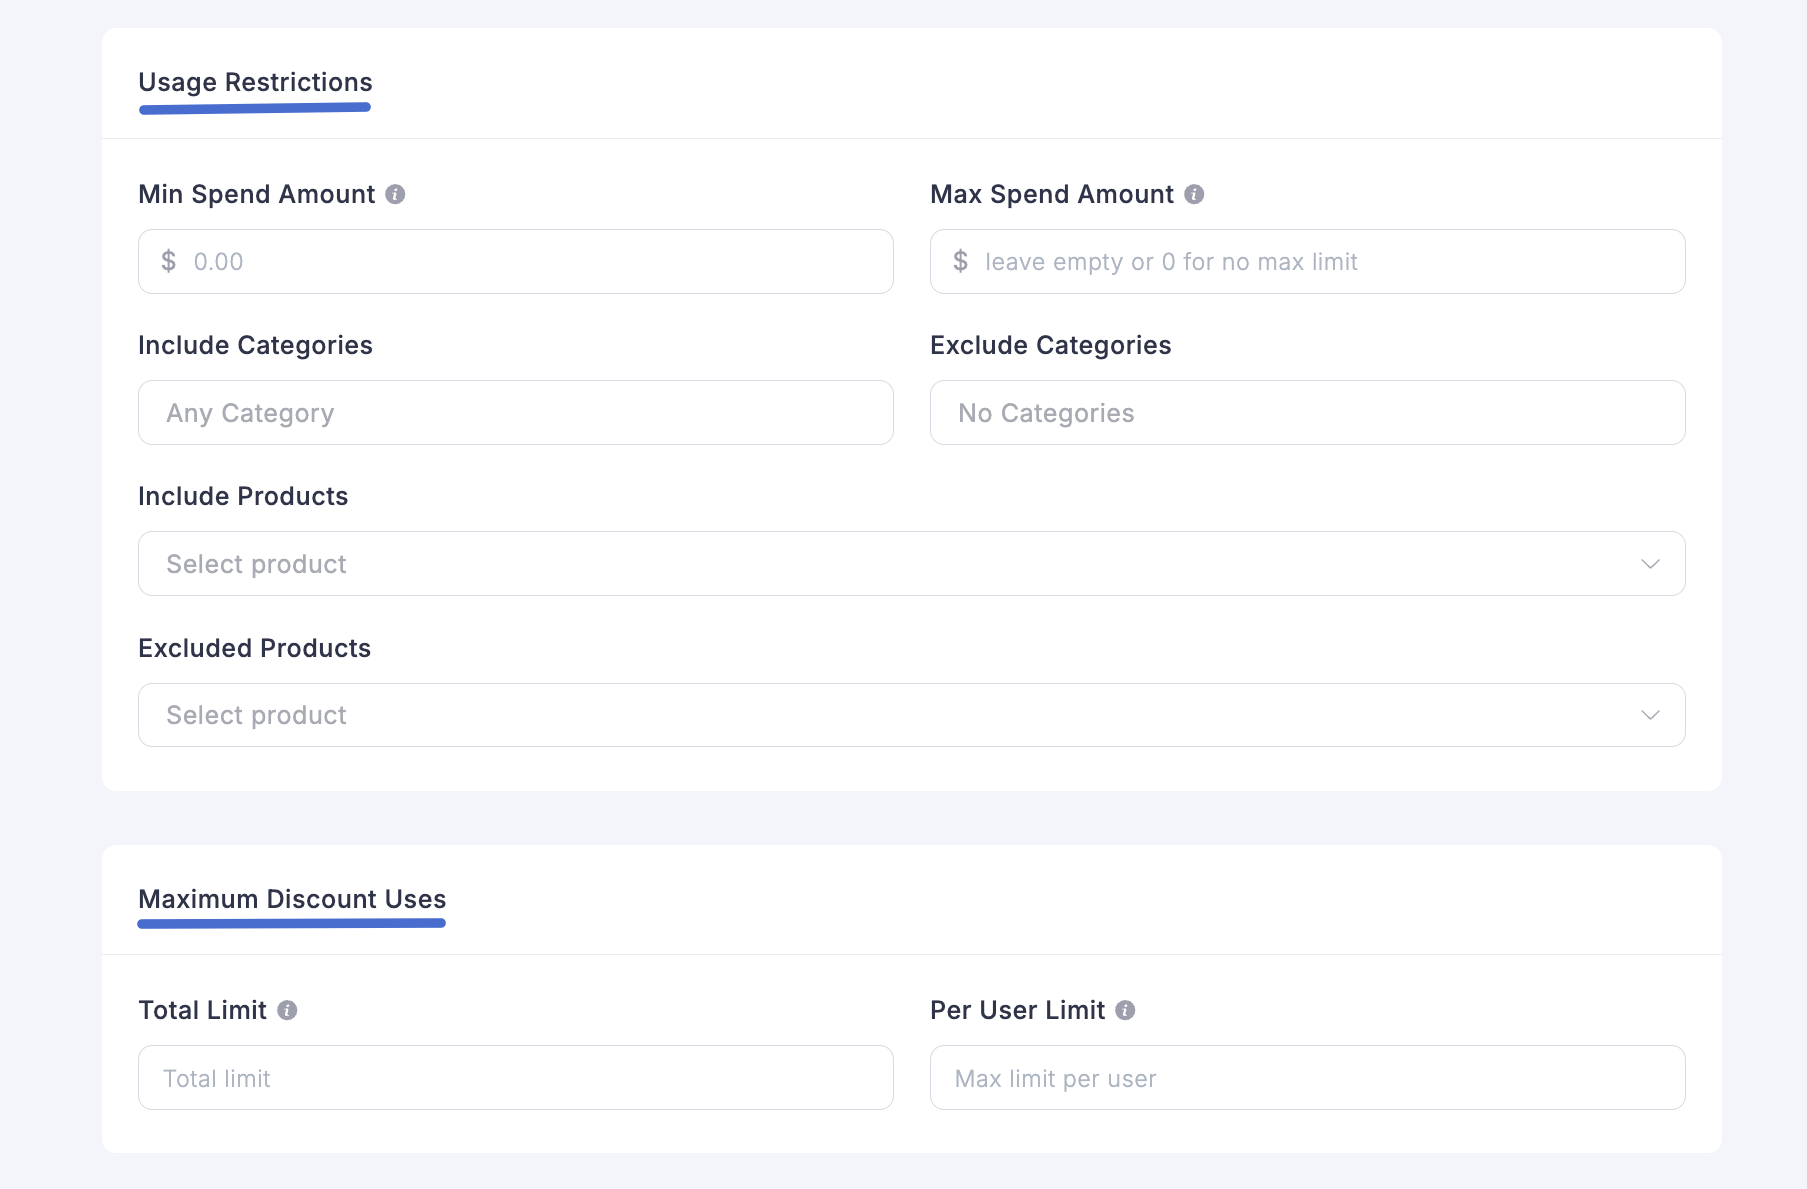 Usage Restrictions
Min Spend Amount
Max Spend Amount
$ 0.00
$ leave empty or 0 for no max limit
Include Categories
Exclude Categories
Any Category
No Categories
Include Products
Select product
Excluded Products
Select product
Maximum Discount Uses
Total Limit
Per User Limit
Total limit
Max limit per user